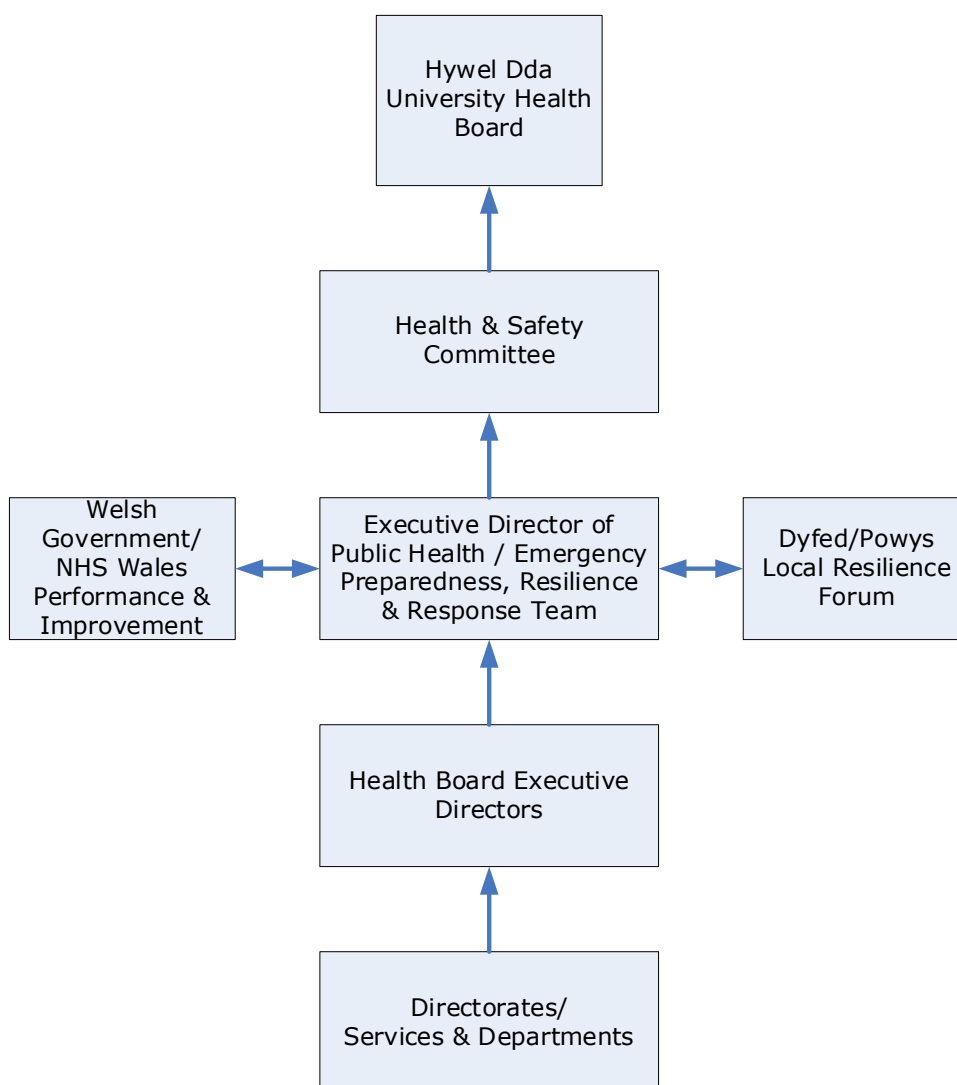 Hywel Dda
University Health
Board
Health & Safety
Committee
Welsh
Government/
NHS Wales
Performance &
Improvement
Executive Director of
Public Health / Emergency
Preparedness, Resilience
& Response Team
Dyfed/Powys
Local Resilience
Forum
Health Board Executive
Directors
Directorates/
Services & Departments